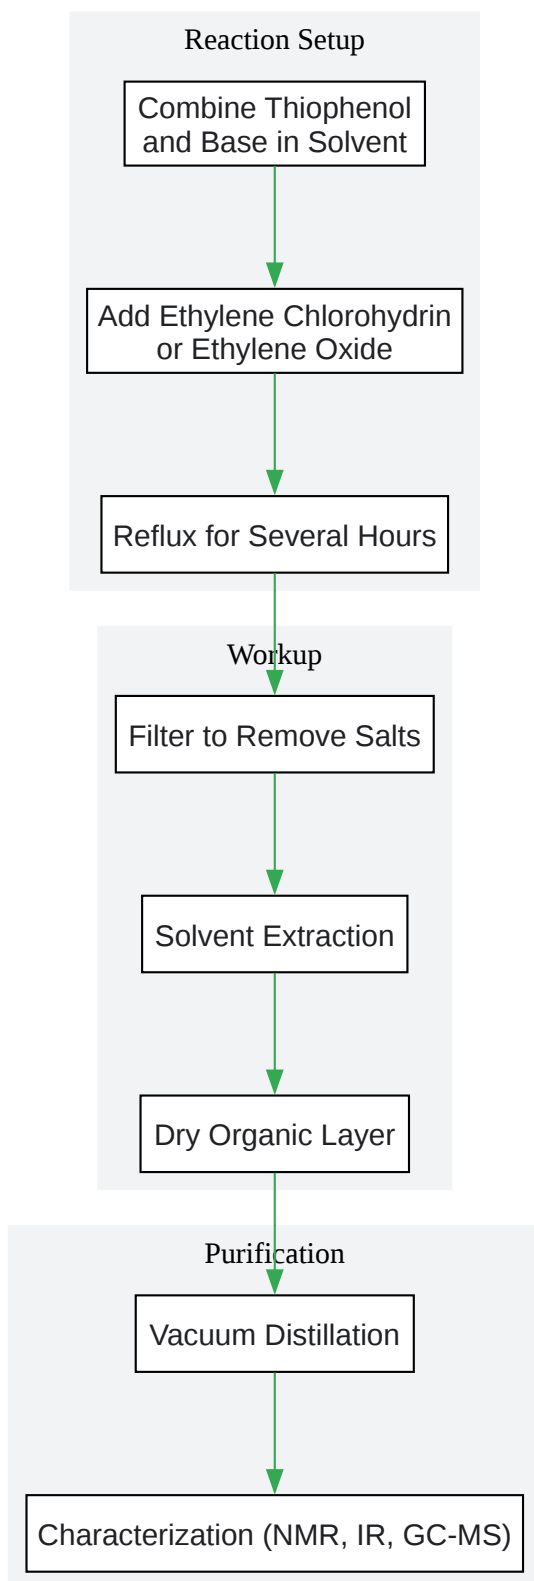 Reaction Setup
Combine Thiophenol
and Base in Solvent
Add Ethylene Chlorohydrin
or Ethylene Oxide
Reflux for Several Hours
Workup
Filter to Remove Salts
Solvent Extraction
Dry Organic Layer
Purification
Vacuum Distillation
Characterization (NMR, IR, GC-MS)